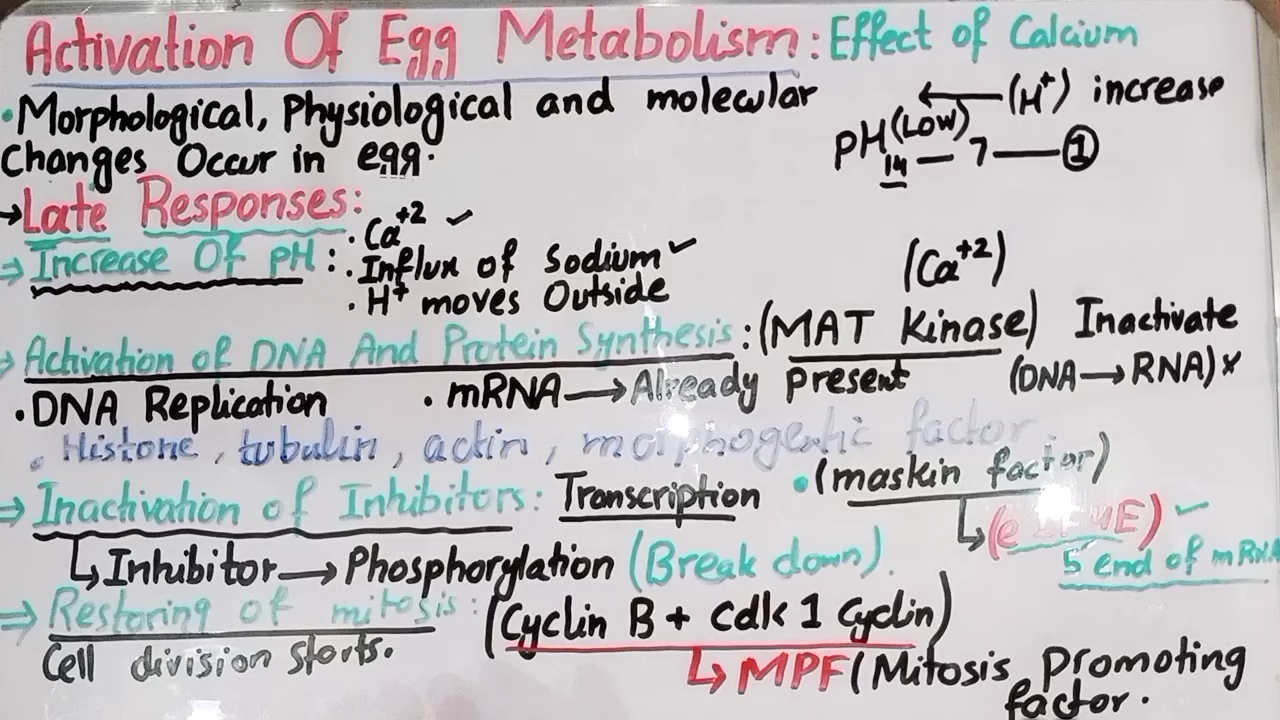 Activation Of Egg Metabolism: Effect of Calcium
• Morphological, Physiological and molecular
Changes Occur in egg.
← (H+) increase
PH (LOW)
14 — 7 — 1
→ Late Responses:
⇒ Increase Of pH: • Ca+2 ✓
• Influx of Sodium ✓
• H+ moves Outside
(Ca+2)
⇒ Activation of DNA And Protein Synthesis: (MAT Kinase) Inactivate
• DNA Replication • mRNA → Already present (DNA → RNA) x
• Histone, tubulin, actin, morphogentic factor
⇒ Inactivation of Inhibitors: Transcription • (maskin factor)
↳ Inhibitor → Phosphorylation (Break down).
5 end of mRNA
⇒ Restoring of mitosis: (Cyclin B + Cdk 1 Cyclin)
Cell division starts.
↳ MPF (Mitosis Promoting
factor.